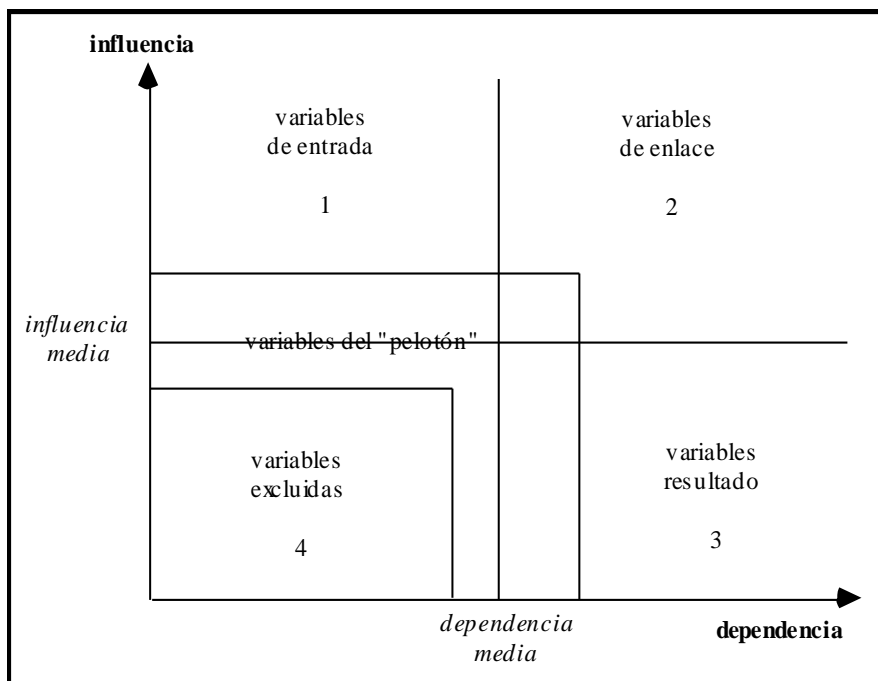 influencia
variables
de entrada
1
variables
de enlace
2
influencia
media
variables del "pelotón"
variables
excluidas
4
variables
resultado
3
dependencia
media
dependencia